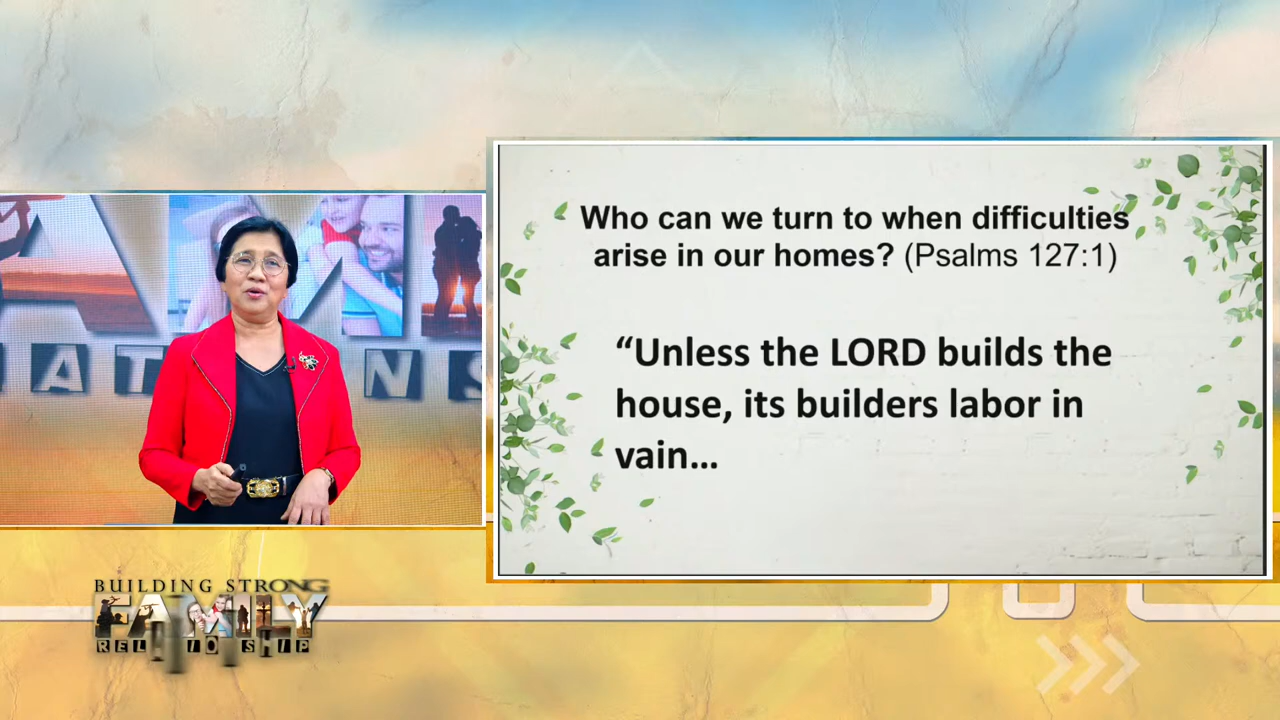 Who can we turn to when difficulties
arise in our homes? (Psalms 127:1)
“Unless the LORD builds the
house, its builders labor in
vain…
BUILDING STRONG
FAMILY